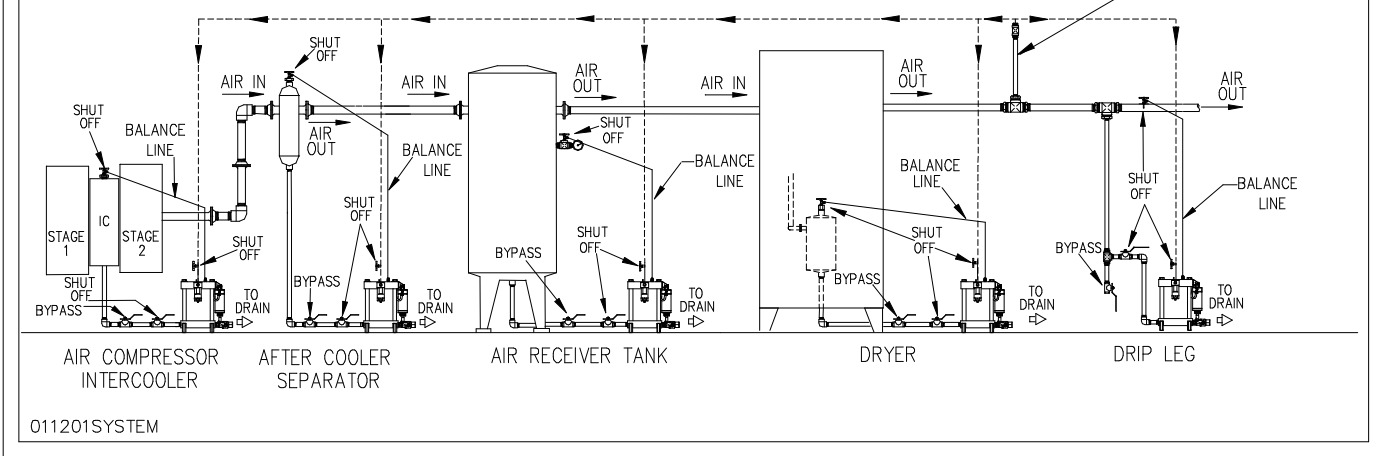 SHUT
OFF
AIR IN
AIR IN
AIR
OUT
AIR IN
AIR
OUT
AIR
OUT
SHUT
OFF
BALANCE
LINE
AIR
OUT
SHUT
OFF
BALANCE
LINE
BALANCE
LINE
BALANCE
LINE
SHUT
OFF
BALANCE
LINE
STAGE
1
IC
STAGE
2
SHUT
OFF
SHUT
OFF
SHUT
OFF
SHUT
OFF
BYPASS
BYPASS
SHUT
OFF
BYPASS
BYPASS
BYPASS
TO
DRAIN
TO
DRAIN
TO
DRAIN
TO
DRAIN
TO
DRAIN
AIR COMPRESSOR
INTERCOOLER
AFTER COOLER
SEPARATOR
AIR RECEIVER TANK
DRYER
DRIP LEG
011201SYSTEM